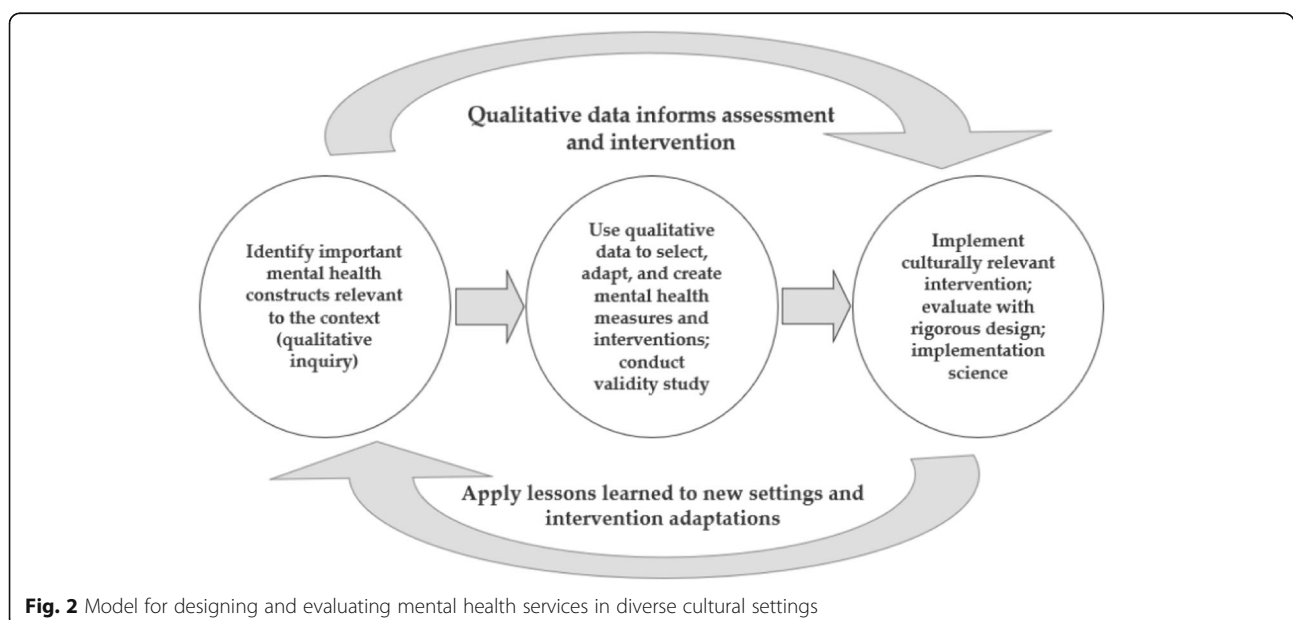 Qualitative data informs assessment
and intervention
Identify important
mental health
constructs relevant
to the context
(qualitative
inquiry)
Use qualitative
data to select,
adapt, and create
mental health
measures and
interventions;
conduct
validity study
Implement
culturally relevant
intervention;
evaluate with
rigorous design;
implementation
science
Apply lessons learned to new settings and
intervention adaptations
Fig. 2 Model for designing and evaluating mental health services in diverse cultural settings